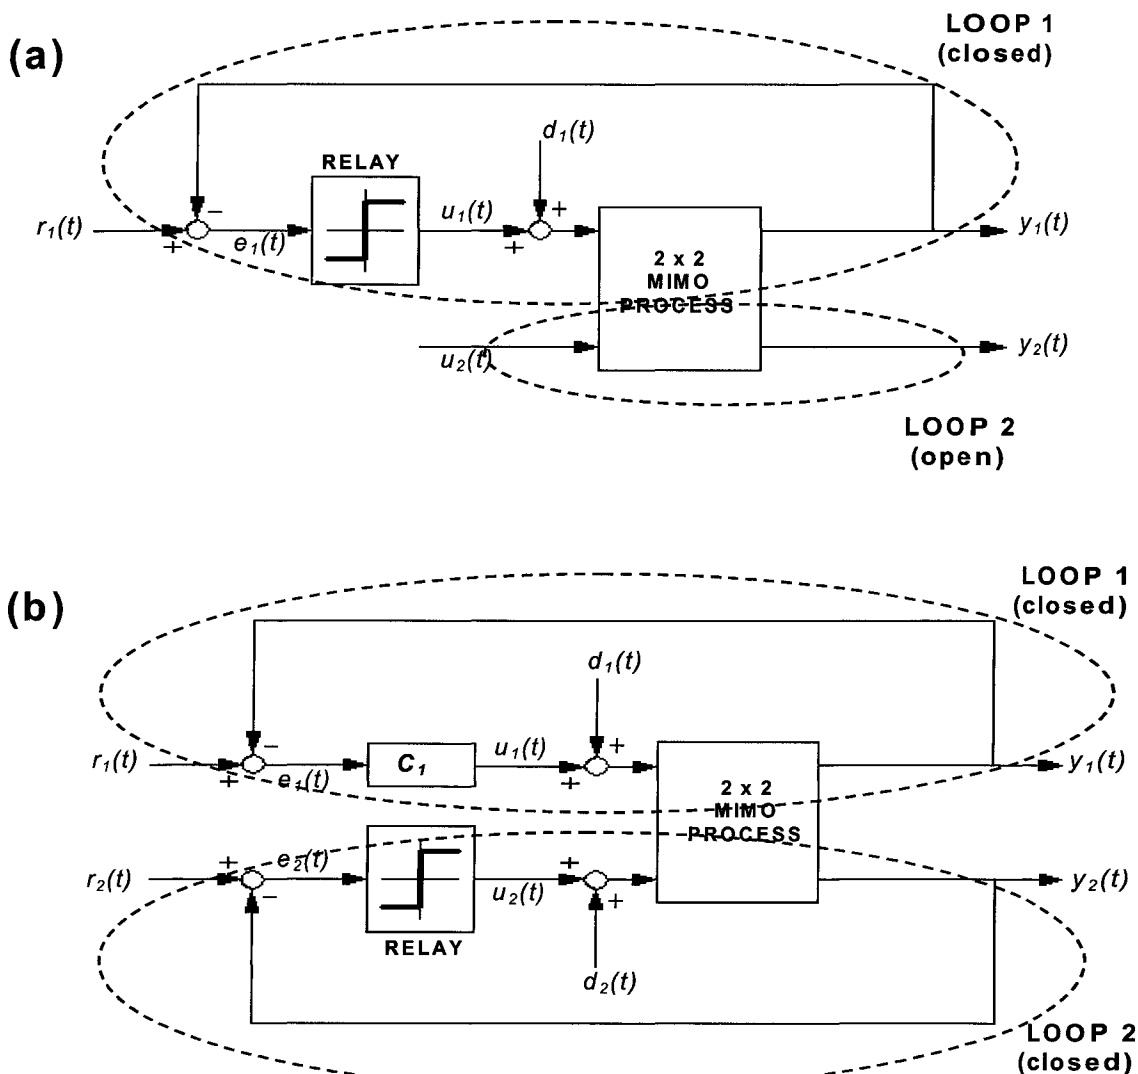 (a)
LOOP 1
(closed)
d₁(t)
RELAY
r₁(t)
+
−
e₁(t)
u₁(t)
+
+
2 x 2
MIMO
PROCESS
y₁(t)
u₂(t)
y₂(t)
LOOP 2
(open)
(b)
LOOP 1
(closed)
d₁(t)
r₁(t)
+
−
e₁(t)
C₁
u₁(t)
+
+
2 x 2
MIMO
PROCESS
y₁(t)
r₂(t)
+
−
e₂(t)
RELAY
u₂(t)
+
+
d₂(t)
y₂(t)
LOOP 2
(closed)